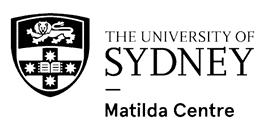 THE UNIVERSITY OF
SYDNEY
Matilda Centre